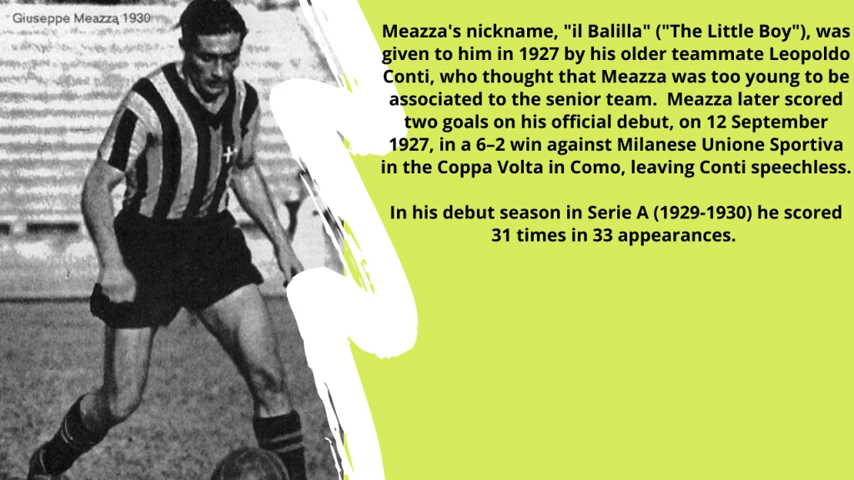 Giuseppe Meazza 1930
Meazza's nickname, "il Balilla" ("The Little Boy"), was
given to him in 1927 by his older teammate Leopoldo
Conti, who thought that Meazza was too young to be
associated to the senior team.  Meazza later scored
two goals on his official debut, on 12 September
1927, in a 6–2 win against Milanese Unione Sportiva
in the Coppa Volta in Como, leaving Conti speechless.
In his debut season in Serie A (1929-1930) he scored
31 times in 33 appearances.